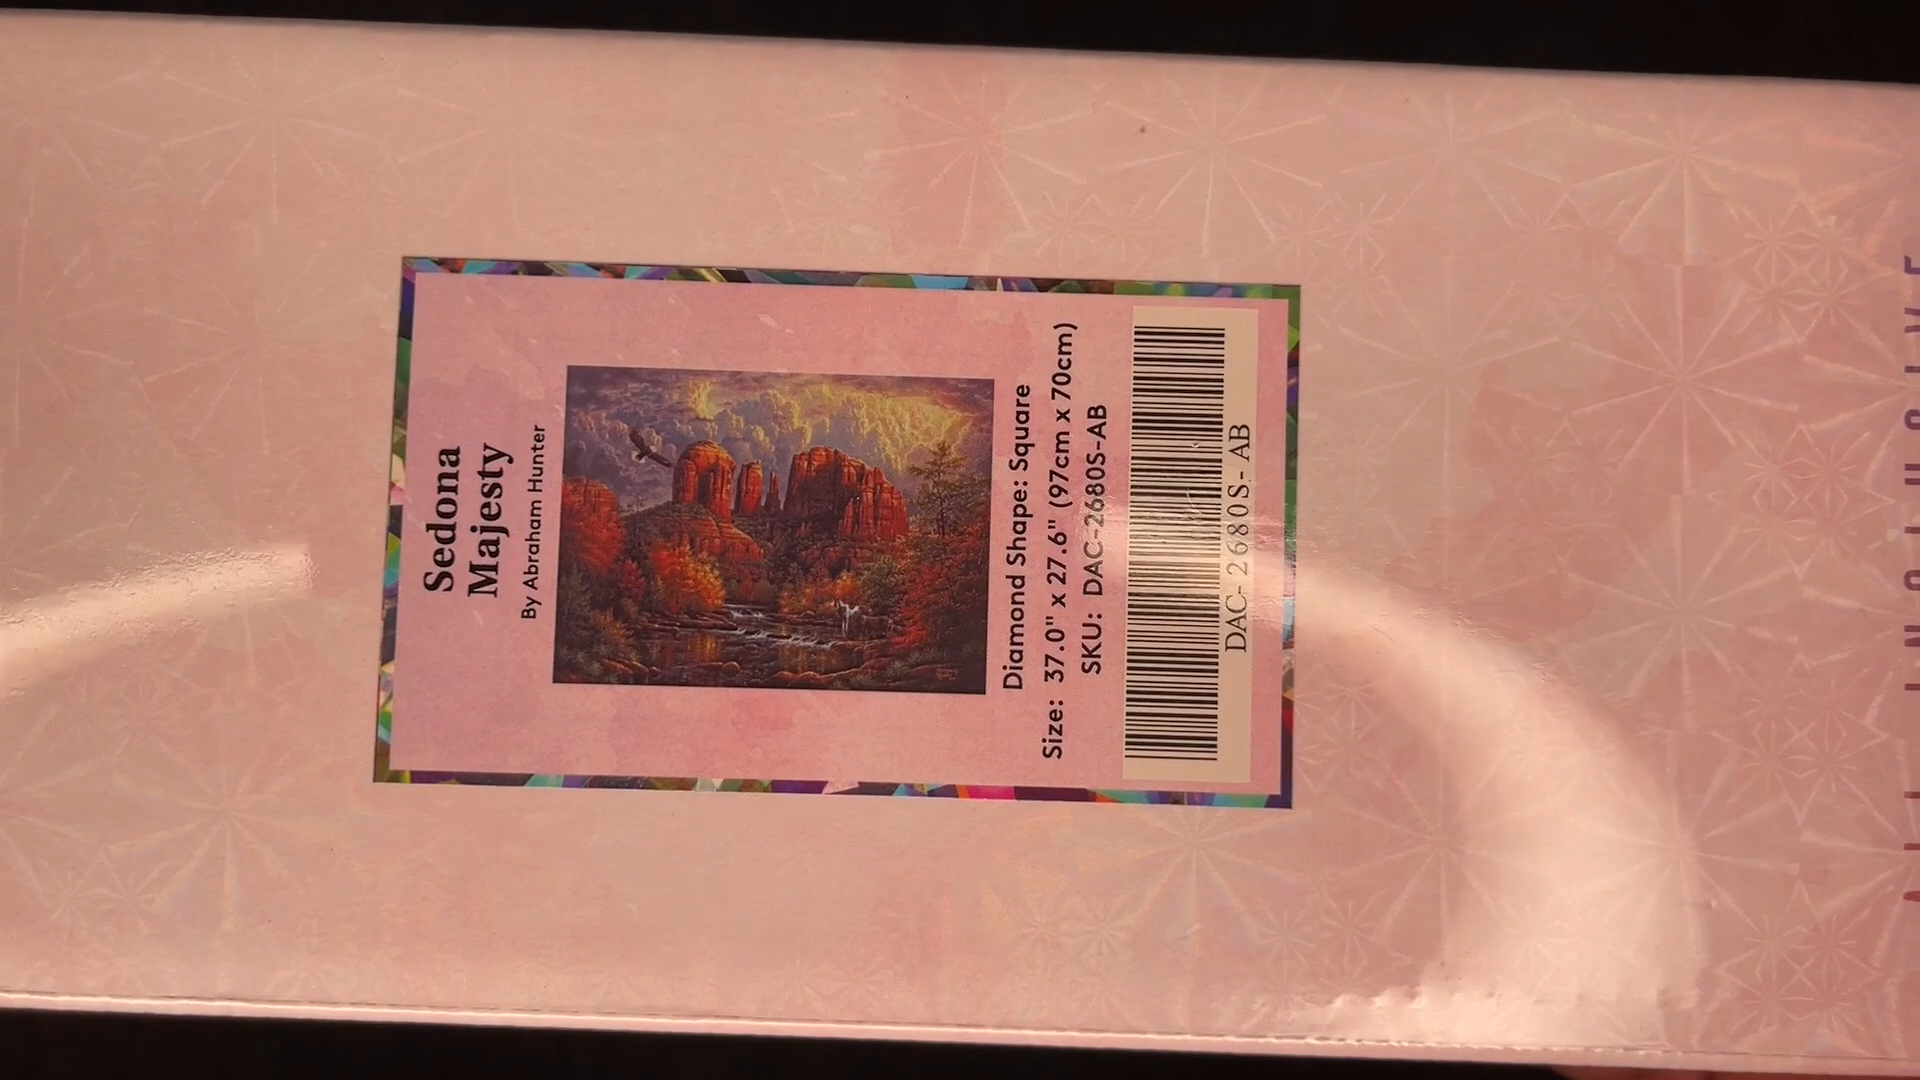 Sedona
Majesty
By Abraham Hunter
Diamond Shape: Square
Size: 37.0" x 27.6" (97cm x 70cm)
SKU: DAC-2680S-AB
DAC- 2680S- AB